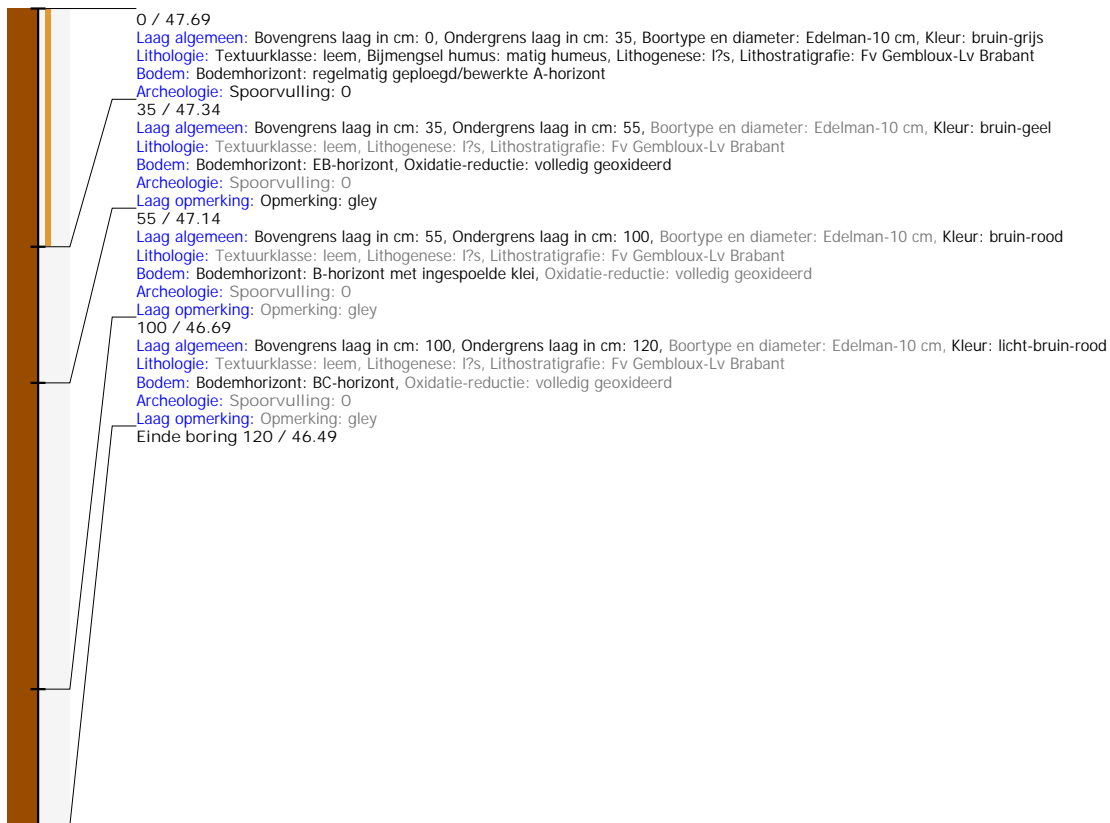 0 / 47.69
Laag algemeen: Bovengrens laag in cm: 0, Ondergrens laag in cm: 35, Boortype en diameter: Edelman-10 cm, Kleur: bruin-grijs
Lithologie: Textuurklasse: leem, Bijmengsel humus: matig humeus, Lithogenese: l?s, Lithostratigrafie: Fv Gembloux-Lv Brabant
Bodem: Bodemhorizont: regelmatig geploegd/bewerkte A-horizont
Archeologie: Spoorvulling: 0
35 / 47.34
Laag algemeen: Bovengrens laag in cm: 35, Ondergrens laag in cm: 55, Boortype en diameter: Edelman-10 cm, Kleur: bruin-geel
Lithologie: Textuurklasse: leem, Lithogenese: l?s, Lithostratigrafie: Fv Gembloux-Lv Brabant
Bodem: Bodemhorizont: EB-horizont, Oxidatie-reductie: volledig geoxideerd
Archeologie: Spoorvulling: 0
Laag opmerking: Opmerking: gley
55 / 47.14
Laag algemeen: Bovengrens laag in cm: 55, Ondergrens laag in cm: 100, Boortype en diameter: Edelman-10 cm, Kleur: bruin-rood
Lithologie: Textuurklasse: leem, Lithogenese: l?s, Lithostratigrafie: Fv Gembloux-Lv Brabant
Bodem: Bodemhorizont: B-horizont met ingespoelde klei, Oxidatie-reductie: volledig geoxideerd
Archeologie: Spoorvulling: 0
Laag opmerking: Opmerking: gley
100 / 46.69
Laag algemeen: Bovengrens laag in cm: 100, Ondergrens laag in cm: 120, Boortype en diameter: Edelman-10 cm, Kleur: licht-bruin-rood
Lithologie: Textuurklasse: leem, Lithogenese: l?s, Lithostratigrafie: Fv Gembloux-Lv Brabant
Bodem: Bodemhorizont: BC-horizont, Oxidatie-reductie: volledig geoxideerd
Archeologie: Spoorvulling: 0
Laag opmerking: Opmerking: gley
Einde boring 120 / 46.49